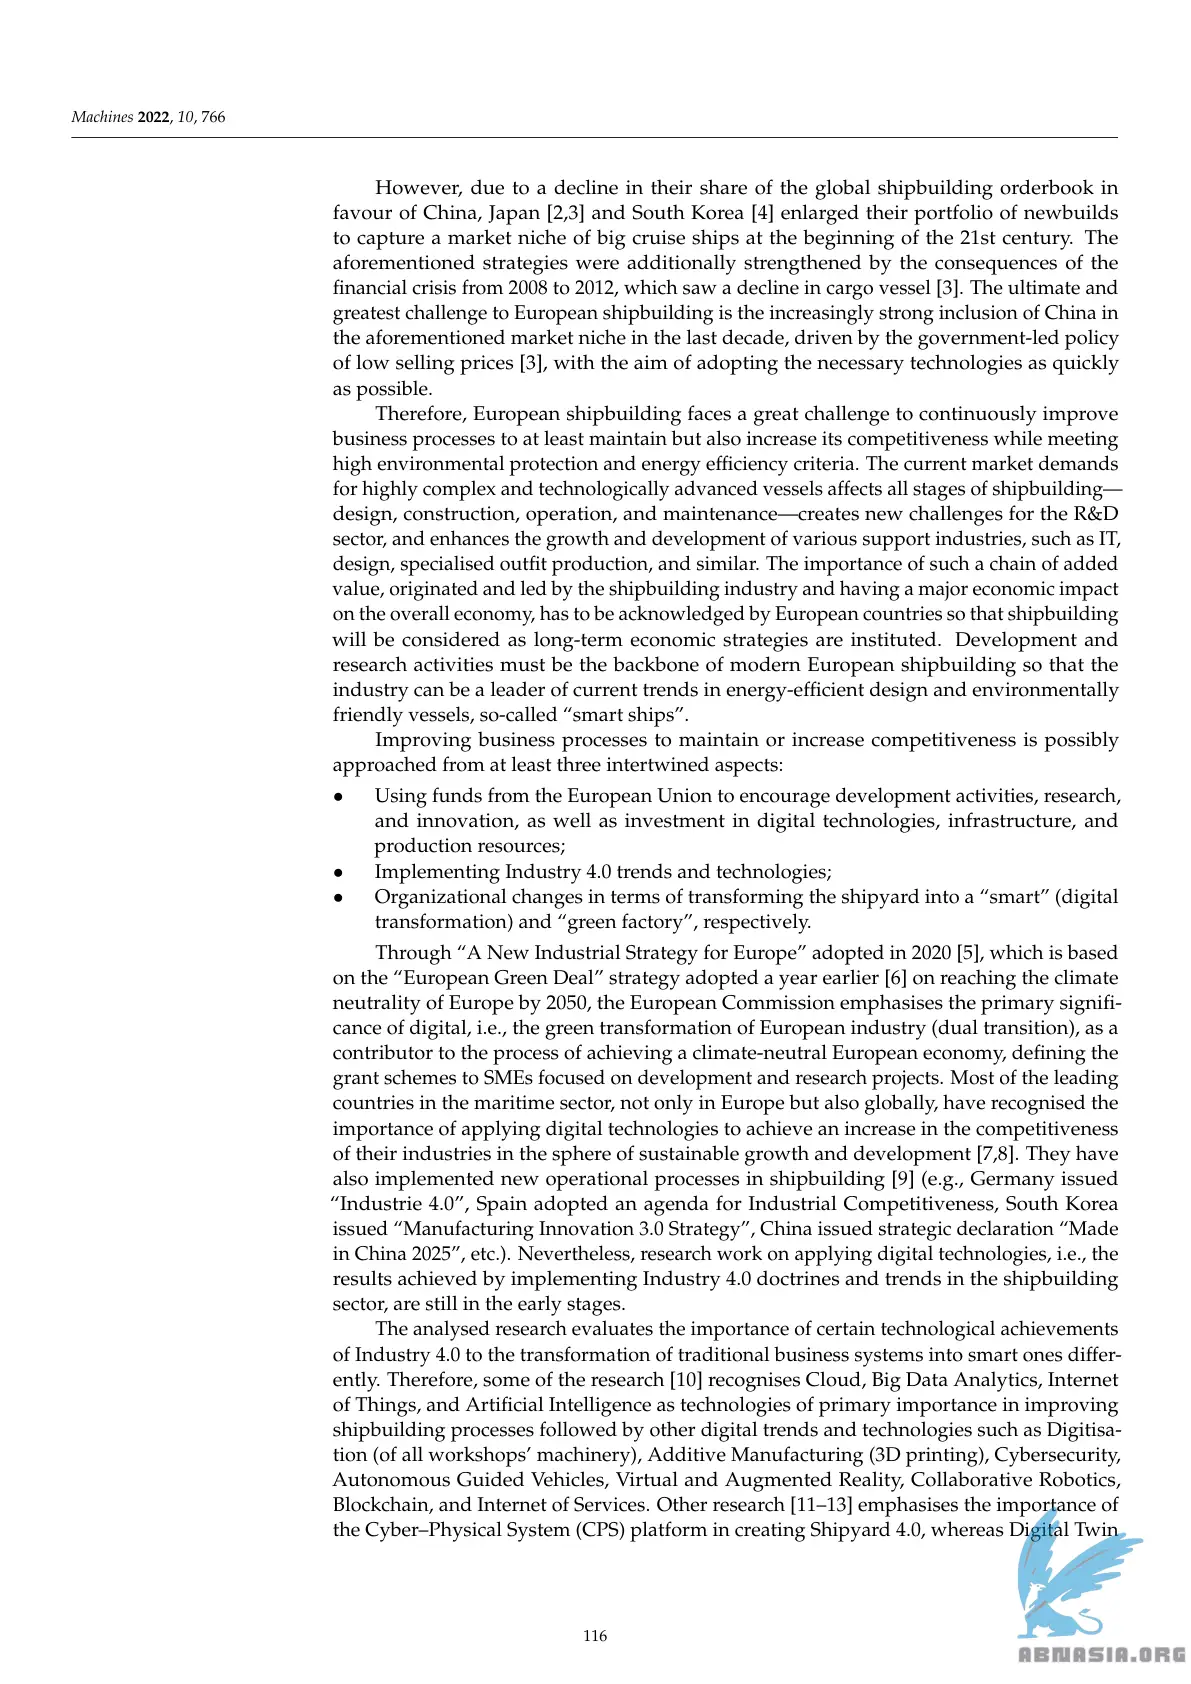 Machines 2022, 10, 766
However, due to a decline in their share of the global shipbuilding orderbook in
favour of China, Japan [2,3] and South Korea [4] enlarged their portfolio of newbuilds
to capture a market niche of big cruise ships at the beginning of the 21st century. The
aforementioned strategies were additionally strengthened by the consequences of the
financial crisis from 2008 to 2012, which saw a decline in cargo vessel [3]. The ultimate and
greatest challenge to European shipbuilding is the increasingly strong inclusion of China in
the aforementioned market niche in the last decade, driven by the government-led policy
of low selling prices [3], with the aim of adopting the necessary technologies as quickly
as possible.
Therefore, European shipbuilding faces a great challenge to continuously improve
business processes to at least maintain but also increase its competitiveness while meeting
high environmental protection and energy efficiency criteria. The current market demands
for highly complex and technologically advanced vessels affects all stages of shipbuilding—
design, construction, operation, and maintenance—creates new challenges for the R&D
sector, and enhances the growth and development of various support industries, such as IT,
design, specialised outfit production, and similar. The importance of such a chain of added
value, originated and led by the shipbuilding industry and having a major economic impact
on the overall economy, has to be acknowledged by European countries so that shipbuilding
will be considered as long-term economic strategies are instituted. Development and
research activities must be the backbone of modern European shipbuilding so that the
industry can be a leader of current trends in energy-efficient design and environmentally
friendly vessels, so-called “smart ships”.
Improving business processes to maintain or increase competitiveness is possibly
approached from at least three intertwined aspects:
• Using funds from the European Union to encourage development activities, research,
and innovation, as well as investment in digital technologies, infrastructure, and
production resources;
• Implementing Industry 4.0 trends and technologies;
• Organizational changes in terms of transforming the shipyard into a “smart” (digital
transformation) and “green factory”, respectively.
Through “A New Industrial Strategy for Europe” adopted in 2020 [5], which is based
on the “European Green Deal” strategy adopted a year earlier [6] on reaching the climate
neutrality of Europe by 2050, the European Commission emphasises the primary signifi-
cance of digital, i.e., the green transformation of European industry (dual transition), as a
contributor to the process of achieving a climate-neutral European economy, defining the
grant schemes to SMEs focused on development and research projects. Most of the leading
countries in the maritime sector, not only in Europe but also globally, have recognised the
importance of applying digital technologies to achieve an increase in the competitiveness
of their industries in the sphere of sustainable growth and development [7,8]. They have
also implemented new operational processes in shipbuilding [9] (e.g., Germany issued
“Industrie 4.0”, Spain adopted an agenda for Industrial Competitiveness, South Korea
issued “Manufacturing Innovation 3.0 Strategy”, China issued strategic declaration “Made
in China 2025”, etc.). Nevertheless, research work on applying digital technologies, i.e., the
results achieved by implementing Industry 4.0 doctrines and trends in the shipbuilding
sector, are still in the early stages.
The analysed research evaluates the importance of certain technological achievements
of Industry 4.0 to the transformation of traditional business systems into smart ones differ-
ently. Therefore, some of the research [10] recognises Cloud, Big Data Analytics, Internet
of Things, and Artificial Intelligence as technologies of primary importance in improving
shipbuilding processes followed by other digital trends and technologies such as Digitisa-
tion (of all workshops’ machinery), Additive Manufacturing (3D printing), Cybersecurity,
Autonomous Guided Vehicles, Virtual and Augmented Reality, Collaborative Robotics,
Blockchain, and Internet of Services. Other research [11–13] emphasises the importance of
the Cyber–Physical System (CPS) platform in creating Shipyard 4.0, whereas Digital Twin
116
ABNASIA.ORG